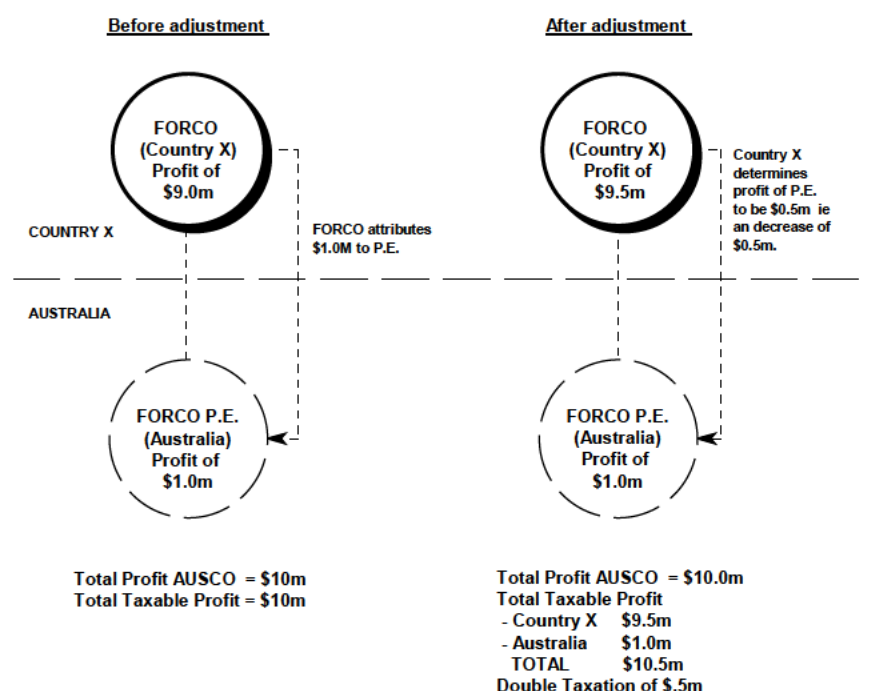 Before adjustment
FORCO
(Country X)
Profit of
$9.0m
FORCO attributes
$1.0M to P.E.
COUNTRY X
AUSTRALIA
FORCO P.E.
(Australia)
Profit of
$1.0m
Total Profit AUSCO = $10m
Total Taxable Profit = $10m
After adjustment
FORCO
(Country X)
Profit of
$9.5m
Country X
determines
profit of P.E.
to be $0.5m ie
an decrease of
$0.5m.
FORCO P.E.
(Australia)
Profit of
$1.0m
Total Profit AUSCO = $10.0m
Total Taxable Profit
- Country X $9.5m
- Australia $1.0m
TOTAL $10.5m
Double Taxation of $.5m